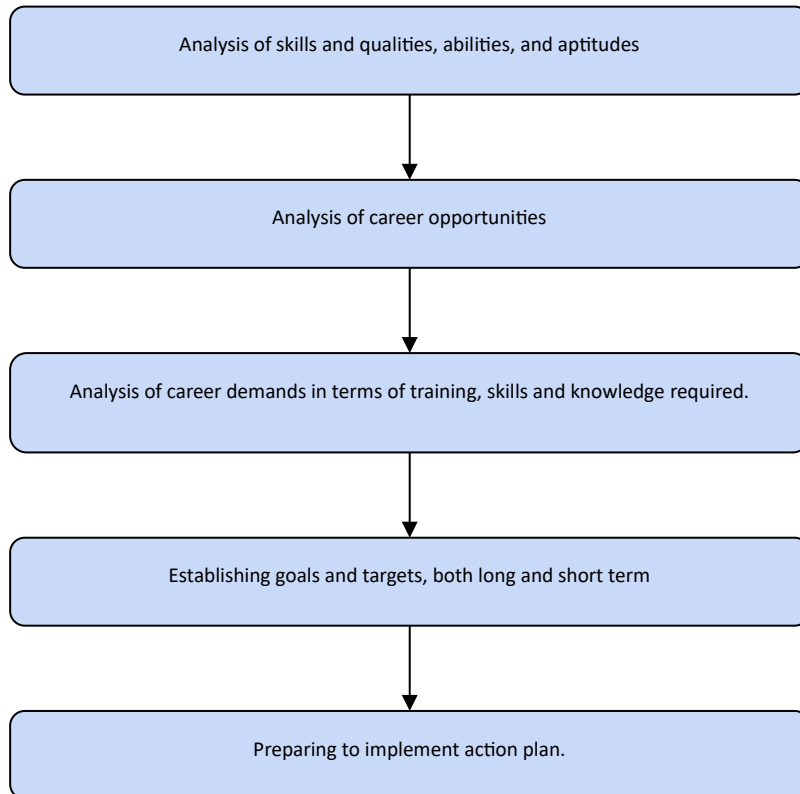 Analysis of skills and qualities, abilities, and aptitudes
Analysis of career opportunities
Analysis of career demands in terms of training, skills and knowledge required.
Establishing goals and targets, both long and short term
Preparing to implement action plan.